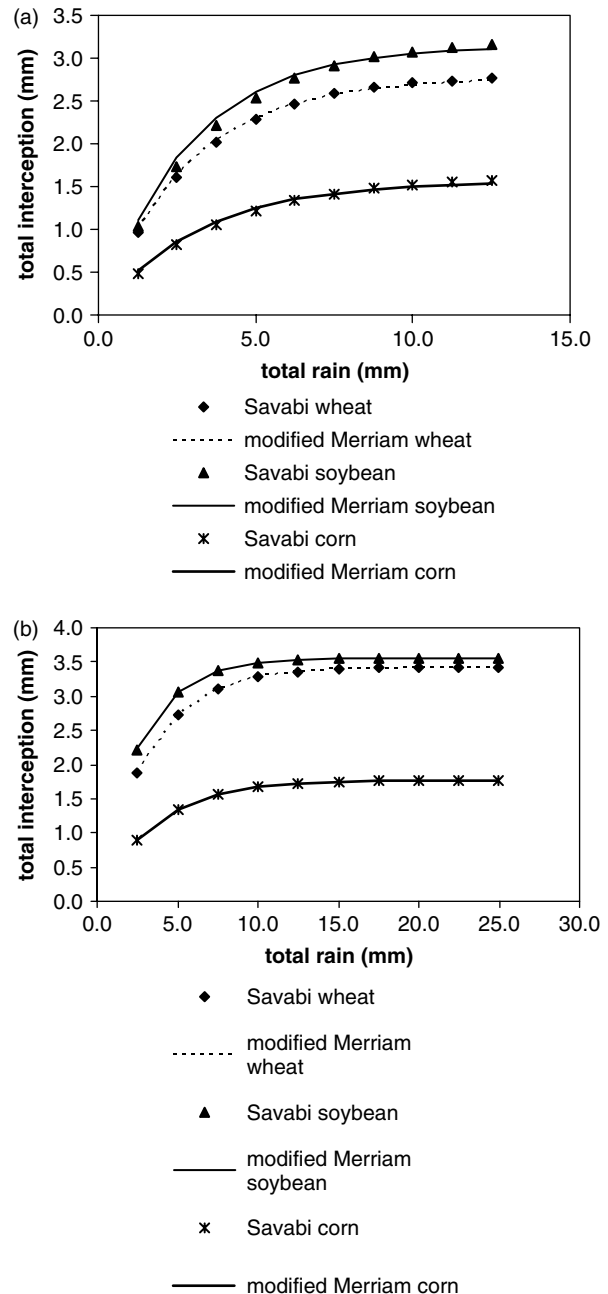 (a)
3.5
3.0
2.5
2.0
1.5
1.0
0.5
0.0
total interception (mm)
0.0 5.0 10.0 15.0
total rain (mm)
Savabi wheat
modified Merriam wheat
Savabi soybean
modified Merriam soybean
Savabi corn
modified Merriam corn
(b)
4.0
3.5
3.0
2.5
2.0
1.5
1.0
0.5
0.0
total interception (mm)
0.0 5.0 10.0 15.0 20.0 25.0 30.0
total rain (mm)
Savabi wheat
modified Merriam
wheat
Savabi soybean
modified Merriam
soybean
Savabi corn
modified Merriam corn